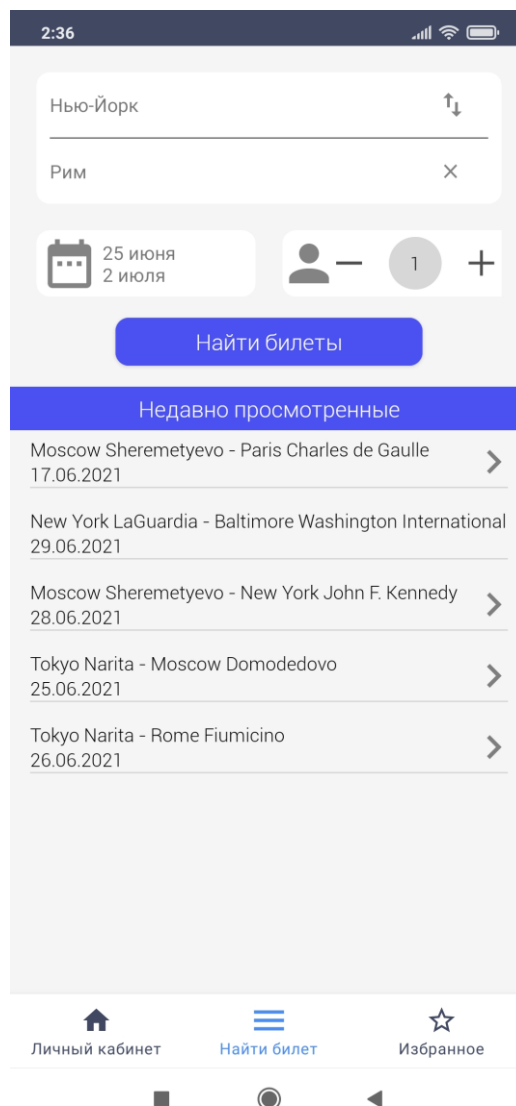 2:36
Нью-Йорк
Рим
25 июня
2 июля
1
Найти билеты
Недавно просмотренные
Moscow Sheremetyevo - Paris Charles de Gaulle
17.06.2021
New York LaGuardia - Baltimore Washington International
29.06.2021
Moscow Sheremetyevo - New York John F. Kennedy
28.06.2021
Tokyo Narita - Moscow Domodedovo
25.06.2021
Tokyo Narita - Rome Fiumicino
26.06.2021
Личный кабинет
Найти билет
Избранное